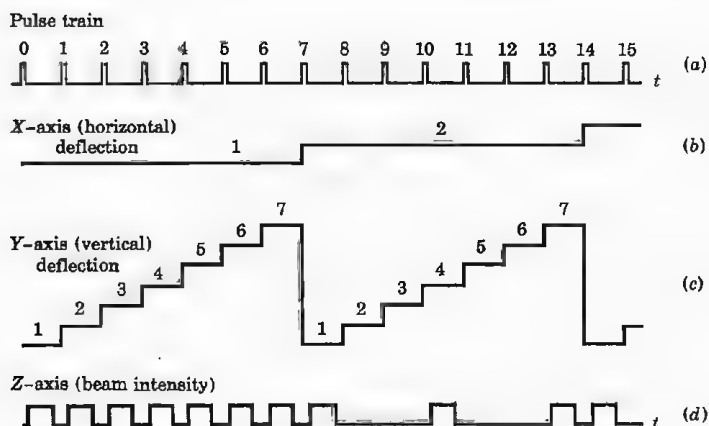 Pulse train
0 1 2 3 4 5 6 7 8 9 10 11 12 13 14 15
t (a)
X-axis (horizontal)
deflection
1 2
(b)
Y-axis (vertical)
deflection
1 2 3 4 5 6 7 1 2 3 4 5 6 7
(c)
Z-axis (beam intensity)
t (d)